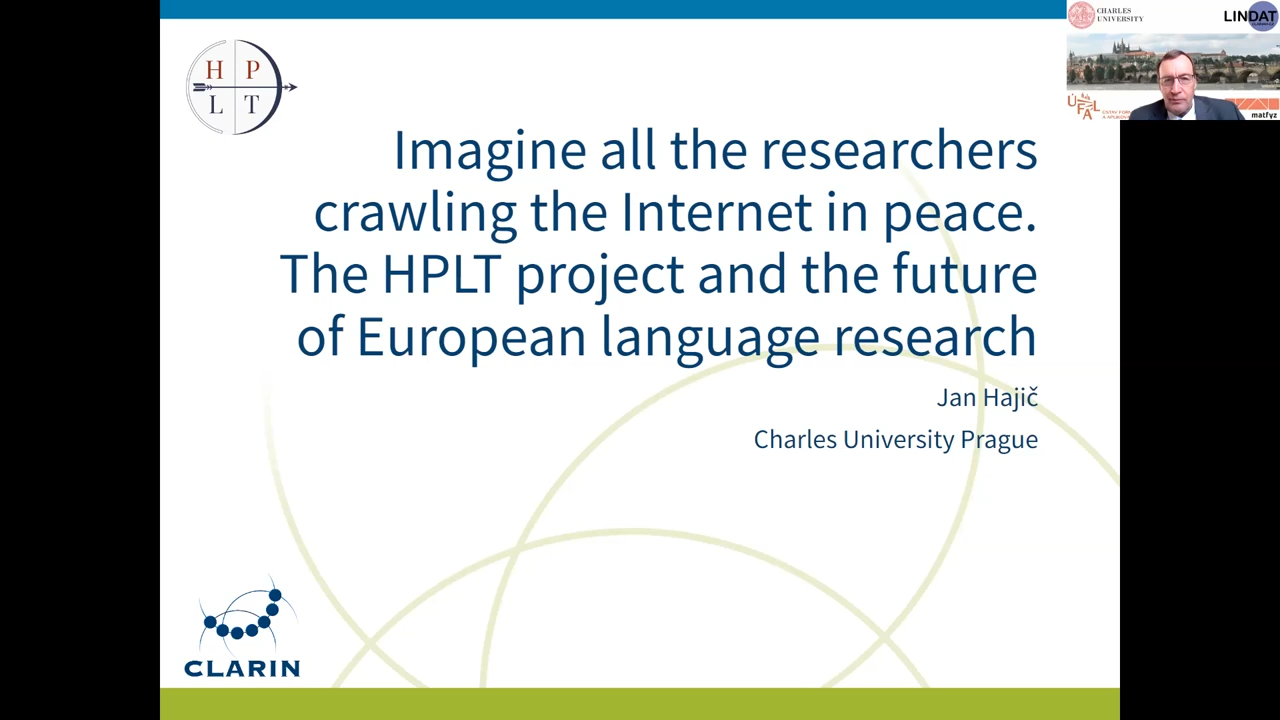 H P
L T
Imagine all the researchers
crawling the Internet in peace.
The HPLT project and the future
of European language research
Jan Hajič
Charles University Prague
CLARIN
CHARLES
UNIVERSITY
LINDAT
ÚFAL
matfyz